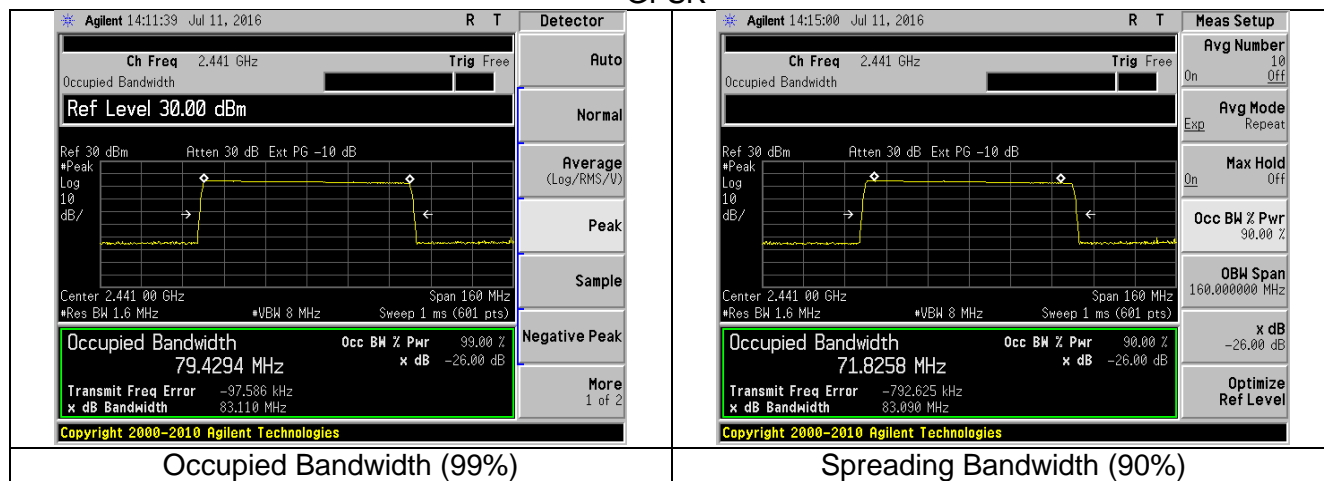 Agilent 14:11:39 Jul 11, 2016 R T Detector
Ch Freq 2.441 GHz Trig Free
Occupied Bandwidth
Ref Level 30.00 dBm
Ref 30 dBm Atten 30 dB Ext PG -10 dB
#Peak
Log
10
dB/
Center 2.441 00 GHz Span 160 MHz
#Res BW 1.6 MHz #VBW 8 MHz Sweep 1 ms (601 pts)
Occupied Bandwidth Occ BW % Pwr 99.00 %
79.4294 MHz x dB -26.00 dB
Transmit Freq Error -97.586 kHz
x dB Bandwidth 83.110 MHz
Copyright 2000-2010 Agilent Technologies
Auto
Normal
Average
(Log/RMS/V)
Peak
Sample
Negative Peak
More
1 of 2
Occupied Bandwidth (99%)
Agilent 14:15:00 Jul 11, 2016 R T Meas Setup
Ch Freq 2.441 GHz Trig Free
Occupied Bandwidth
Ref 30 dBm Atten 30 dB Ext PG -10 dB
#Peak
Log
10
dB/
Center 2.441 00 GHz Span 160 MHz
#Res BW 1.6 MHz #VBW 8 MHz Sweep 1 ms (601 pts)
Occupied Bandwidth Occ BW % Pwr 90.00 %
71.8258 MHz x dB -26.00 dB
Transmit Freq Error -792.625 kHz
x dB Bandwidth 83.090 MHz
Copyright 2000-2010 Agilent Technologies
Avg Number
10
On Off
Avg Mode
Exp Repeat
Max Hold
On Off
Occ BW % Pwr
90.00 %
OBW Span
160.000000 MHz
x dB
-26.00 dB
Optimize
Ref Level
Spreading Bandwidth (90%)